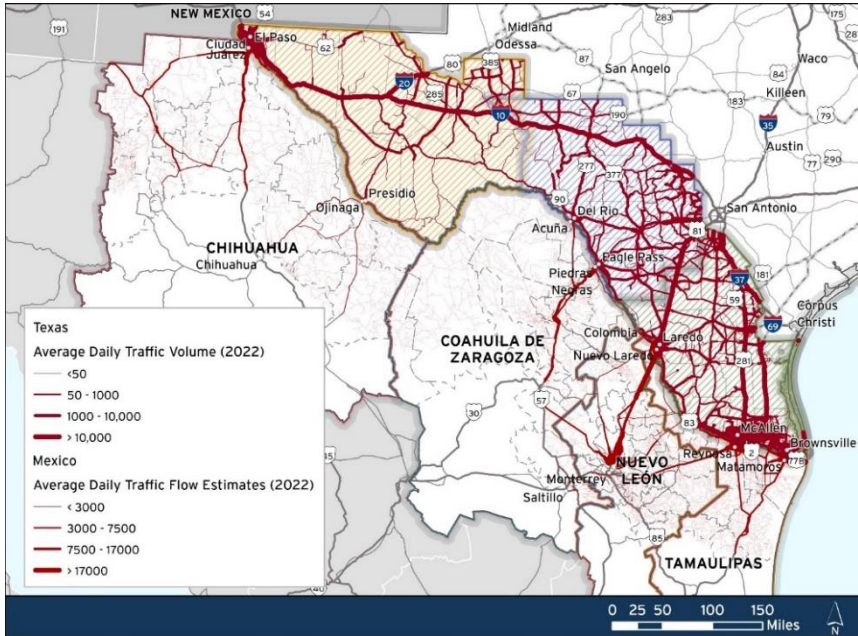 NEW MEXICO
54
191
El Paso
Ciudad
Juárez
62
Midland
Odessa
80
385
20
285
87
283
San Angelo
67
84
Waco
175
183
Killeen
79
190
10
35
Austin
77
290
277
377
90
Presidio
Ojinaga
Del Rio
Acuña
San Antonio
81
CHIHUAHUA
Chihuahua
Eagle Pass
Piedras
Negras
37
181
59
Corpus
Christi
69
COAHUILA DE
ZARAGOZA
Colombia
Laredo
Nuevo Laredo
281
57
30
83
McAllen
Brownsville
Reynosa
2
77B
Matamoros
NUEVO
LEÓN
Monterrey
Saltillo
85
TAMAULIPAS
40
Texas
Average Daily Traffic Volume (2022)
<50
50 - 1000
1000 - 10,000
> 10,000
Mexico
Average Daily Traffic Flow Estimates (2022)
< 3000
3000 - 7500
7500 - 17000
> 17000
0 25 50 100 150
Miles
N